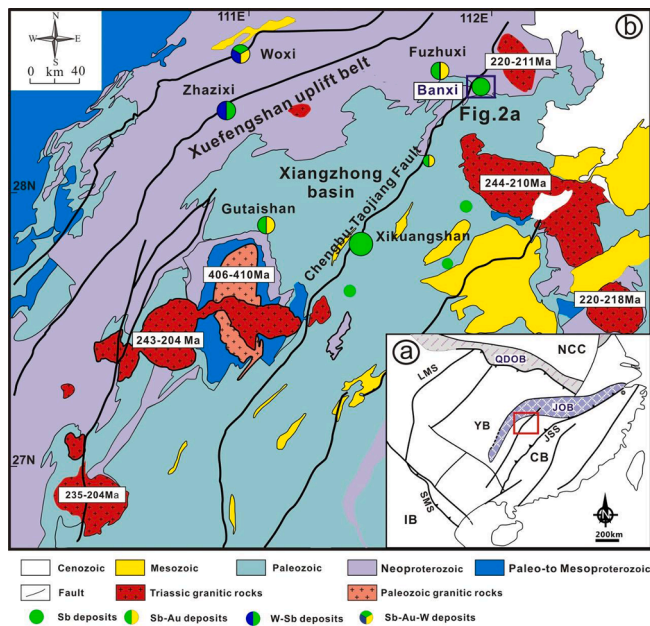 111E
112E
b
N
W E
S
0 km 40
Woxi
Fuzhuxi
220-211Ma
Zhazixi
Banxi
Xuefengshan uplift belt
Fig.2a
Xiangzhong
basin
28N
244-210Ma
Chengbu-Taojiang Fault
Gutaishan
Xikuangshan
406-410Ma
220-218Ma
243-204 Ma
a
NCC
QDOB
LMS
JOB
YB
JSS
CB
27N
235-204Ma
SMS
IB
N
200km
Cenozoic Mesozoic Paleozoic Neoproterozoic Paleo-to Mesoproterozoic
Fault Triassic granitic rocks Paleozoic granitic rocks
Sb deposits Sb-Au deposits W-Sb deposits Sb-Au-W deposits